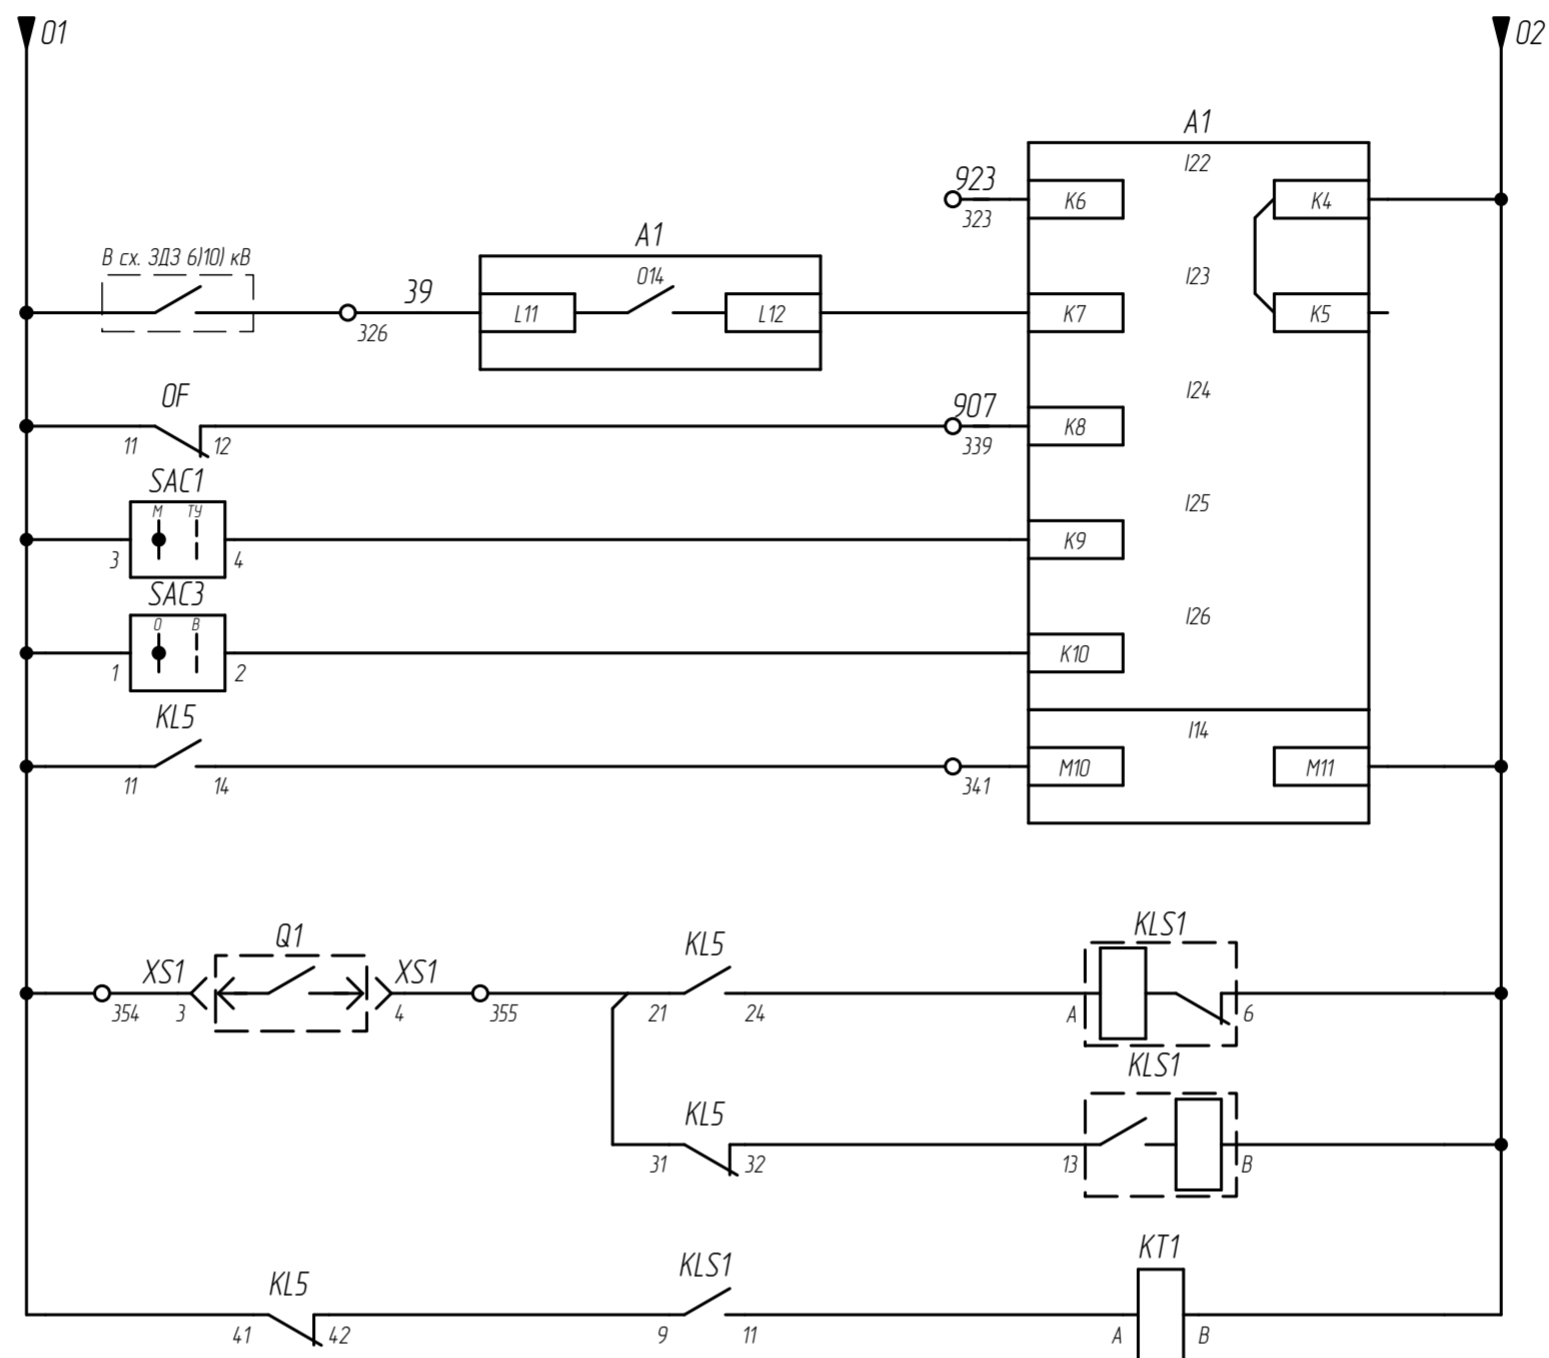 01
02
A1
I22
923
K6
K4
323
A1
В сх. ЗДЗ 6)10) кВ
014
I23
39
L11
L12
K7
K5
326
OF
I24
907
K8
11
12
339
SAC1
М ТУ
I25
3
4
K9
SAC3
О В
I26
1
2
K10
KL5
I14
11
14
341
M10
M11
Q1
KL5
KLS1
XS1
XS1
354
3
4
355
21
24
A
6
KLS1
KL5
31
32
13
B
KT1
KL5
KLS1
41
42
9
11
A
B